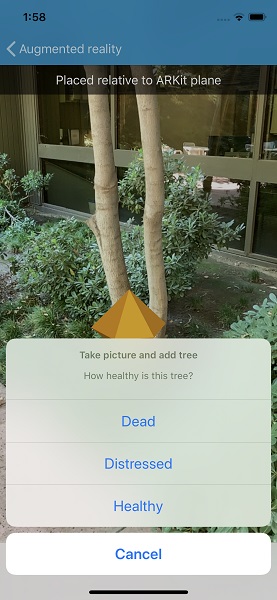 1:58
Augmented reality
Placed relative to ARKit plane
Take picture and add tree
How healthy is this tree?
Dead
Distressed
Healthy
Cancel